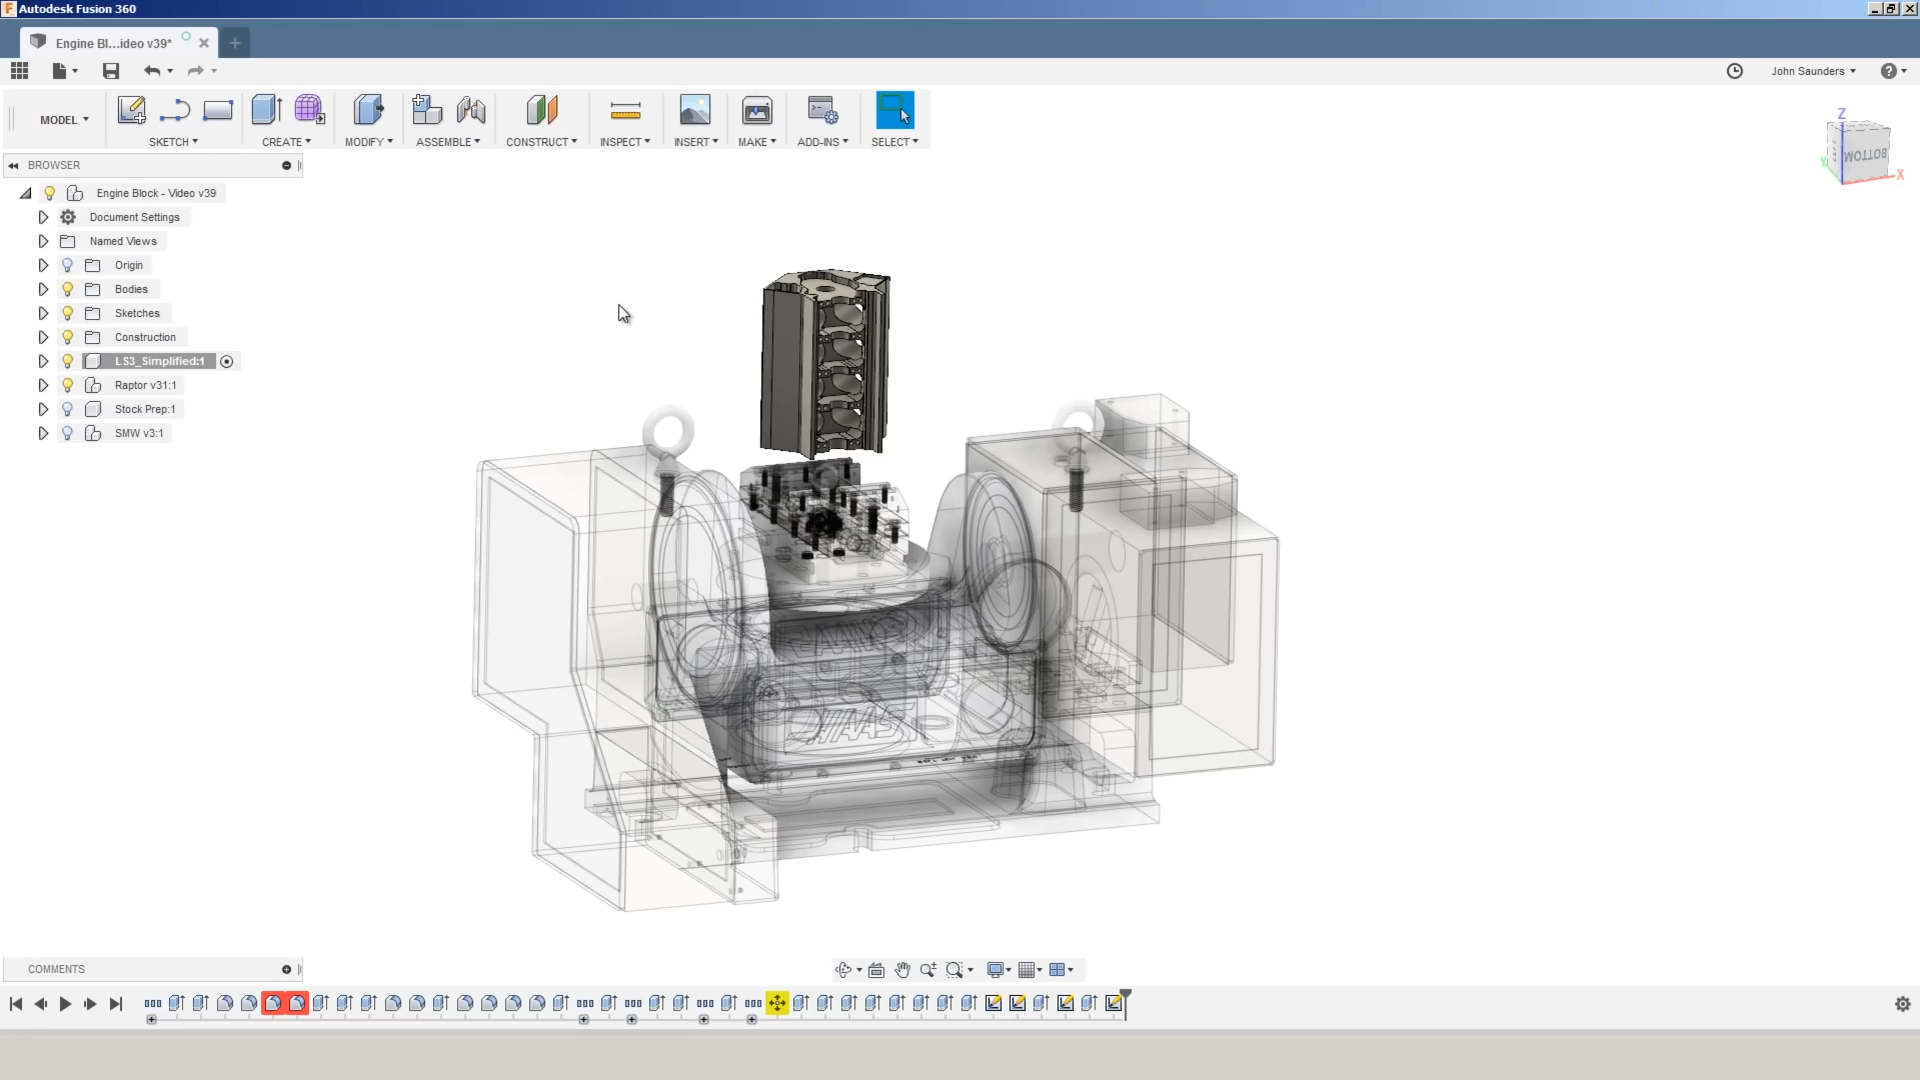 Autodesk Fusion 360
Engine Bl...ideo v39*
John Saunders
MODEL
SKETCH
CREATE
MODIFY
ASSEMBLE
CONSTRUCT
INSPECT
INSERT
MAKE
ADD-INS
SELECT
Z
BOTTOM
Y
X
BROWSER
Engine Block - Video v39
Document Settings
Named Views
Origin
Bodies
Sketches
Construction
LS3_Simplified:1
Raptor v31:1
Stock Prep:1
SMW v3:1
HAAS
COMMENTS